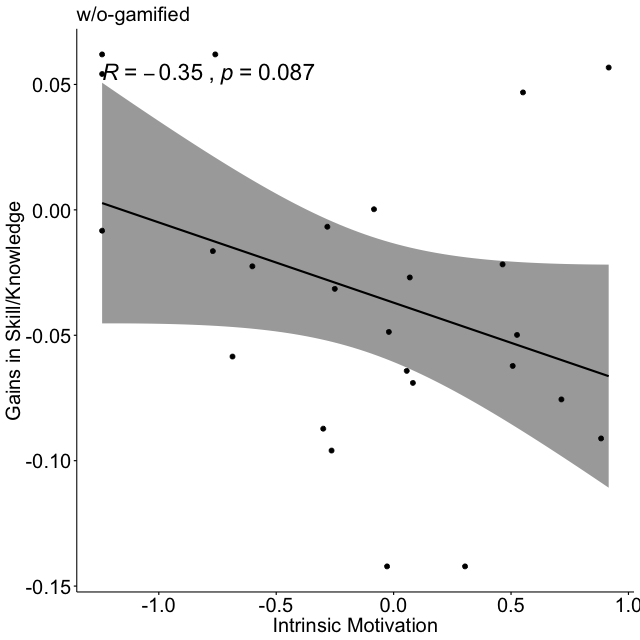 w/o-gamified
R = −0.35 , p = 0.087
0.05
0.00
-0.05
-0.10
-0.15
Gains in Skill/Knowledge
-1.0 -0.5 0.0 0.5 1.0
Intrinsic Motivation